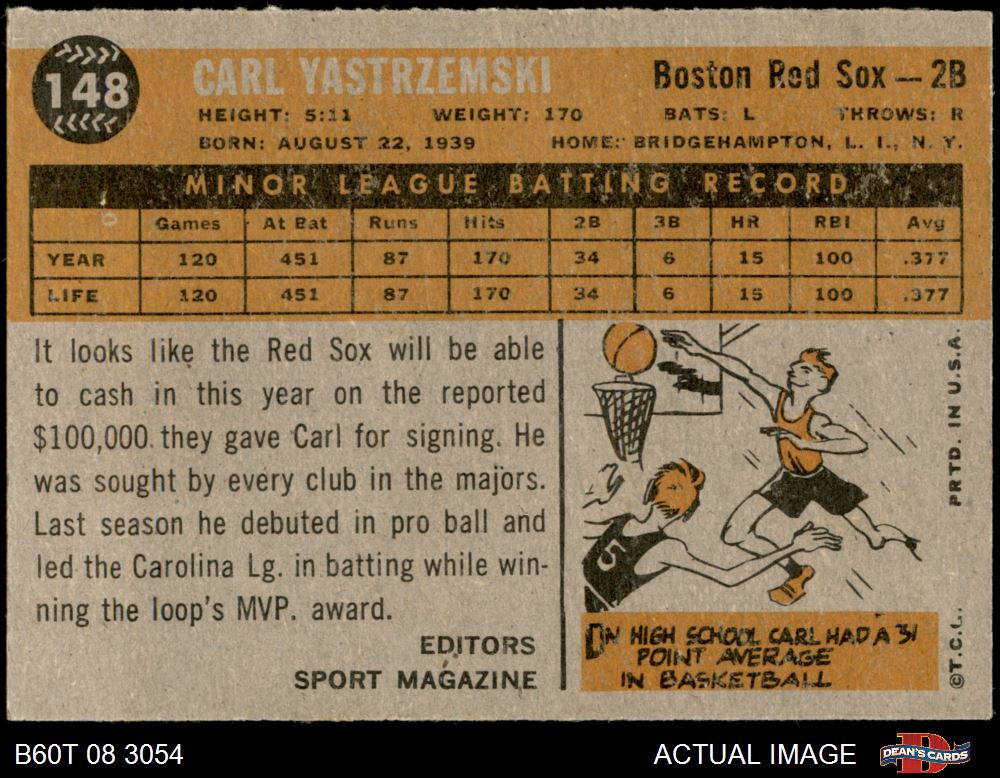 148
CARL YASTRZEMSKI
Boston Red Sox — 2B
HEIGHT: 5:11 WEIGHT: 170 BATS: L THROWS: R
BORN: AUGUST 22, 1939 HOME: BRIDGEHAMPTON, L. I., N. Y.
MINOR LEAGUE BATTING RECORD
Games At Bat Runs Hits 2B 3B HR RBI Avg
YEAR 120 451 87 170 34 6 15 100 .377
LIFE 120 451 87 170 34 6 15 100 .377
It looks like the Red Sox will be able
to cash in this year on the reported
$100,000 they gave Carl for signing. He
was sought by every club in the majors.
Last season he debuted in pro ball and
led the Carolina Lg. in batting while win-
ning the loop's MVP. award.
EDITORS
SPORT MAGAZINE
5
IN HIGH SCHOOL CARL HAD A 31
POINT AVERAGE
IN BASKETBALL
©T.C.G. PRTD. IN U.S.A.
B60T 08 3054
ACTUAL IMAGE
DEAN'S CARDS